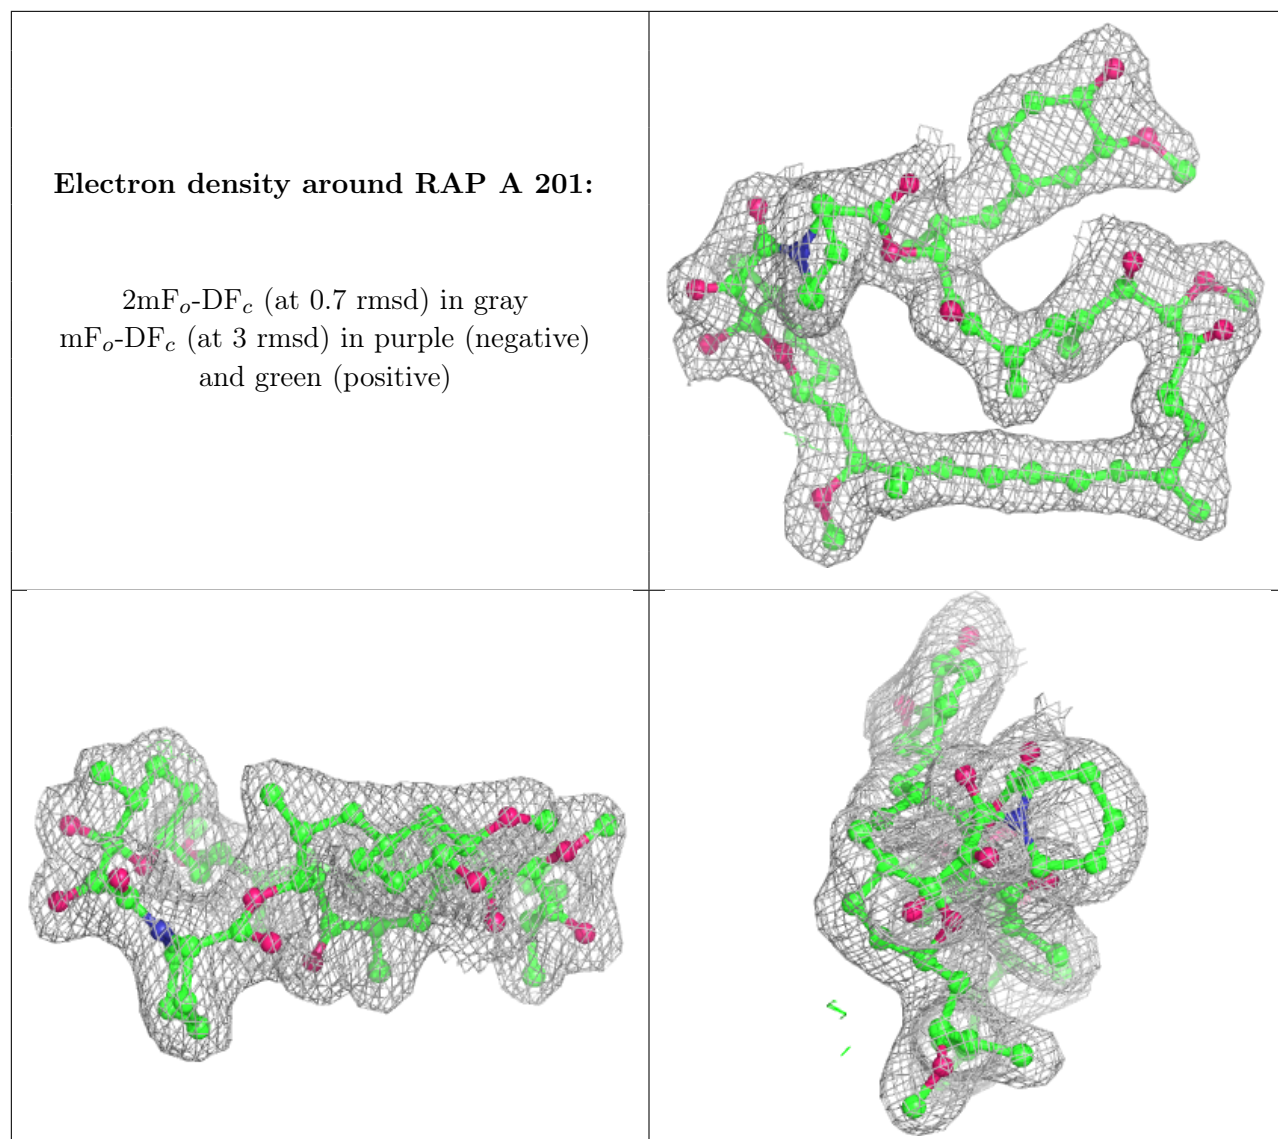 Electron density around RAP A 201:
2mFo-DFc (at 0.7 rmsd) in gray
mFo-DFc (at 3 rmsd) in purple (negative)
and green (positive)